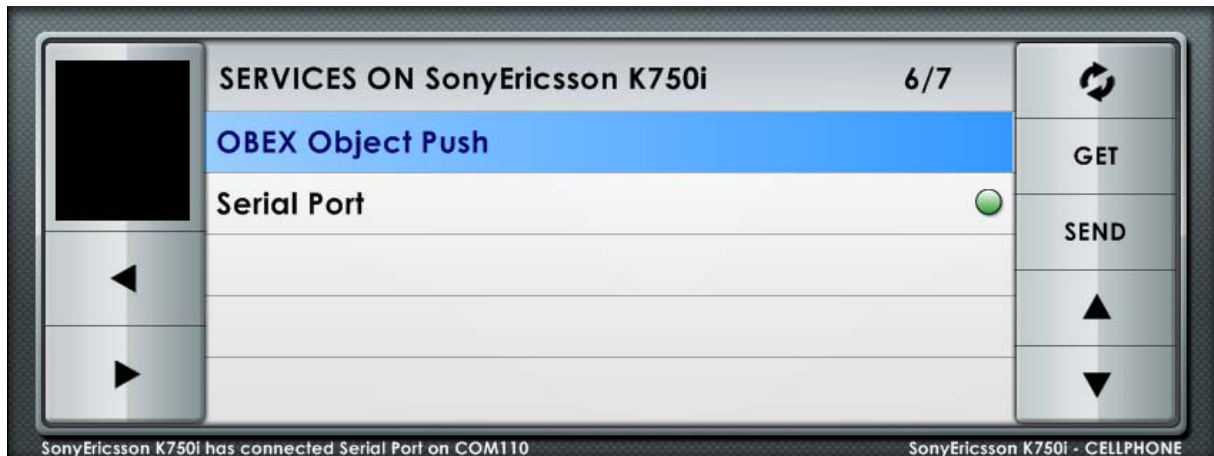 SERVICES ON SonyEricsson K750i 6/7
OBEX Object Push
GET
Serial Port
SEND
SonyEricsson K750i has connected Serial Port on COM110
SonyEricsson K750i - CELLPHONE